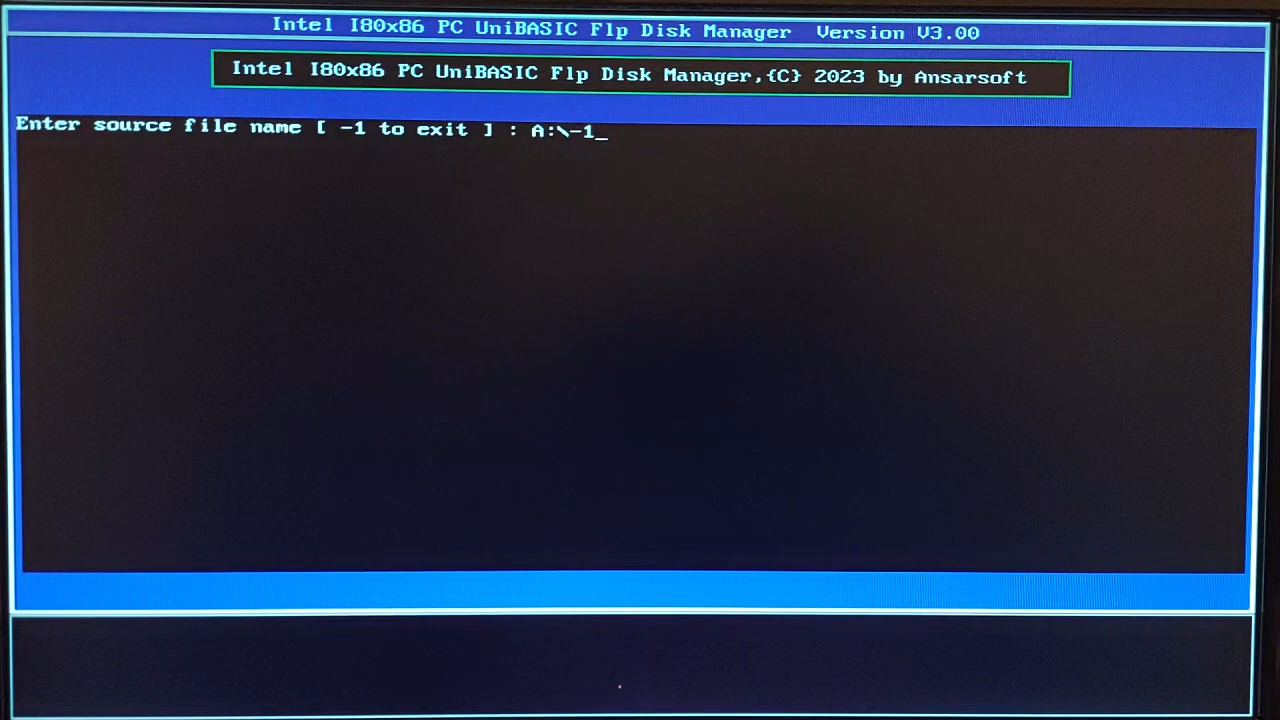 Intel I80x86 PC UniBASIC Flp Disk Manager  Version V3.00
Intel I80x86 PC UniBASIC Flp Disk Manager,{C} 2023 by Ansarsoft
Enter source file name [ -1 to exit ] : A:\-1_